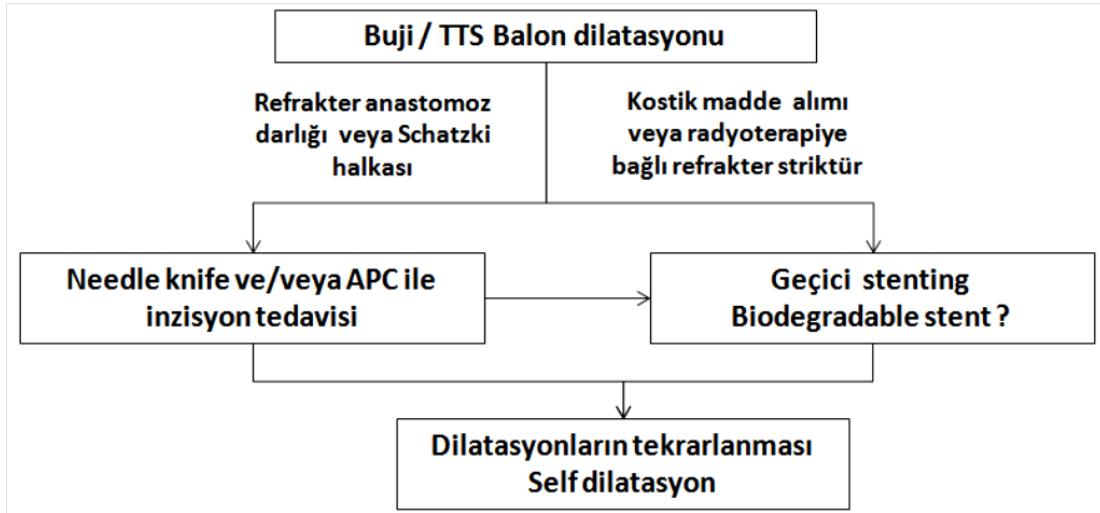 Buji / TTS Balon dilatasyonu
Refrakter anastomoz
darlığı veya Schatzki
halkası
Kostik madde alımı
veya radyoterapiye
bağlı refrakter striktür
Needle knife ve/veya APC ile
inzisyon tedavisi
Geçici stenting
Biodegradable stent ?
Dilatasyonların tekrarlanması
Self dilatasyon